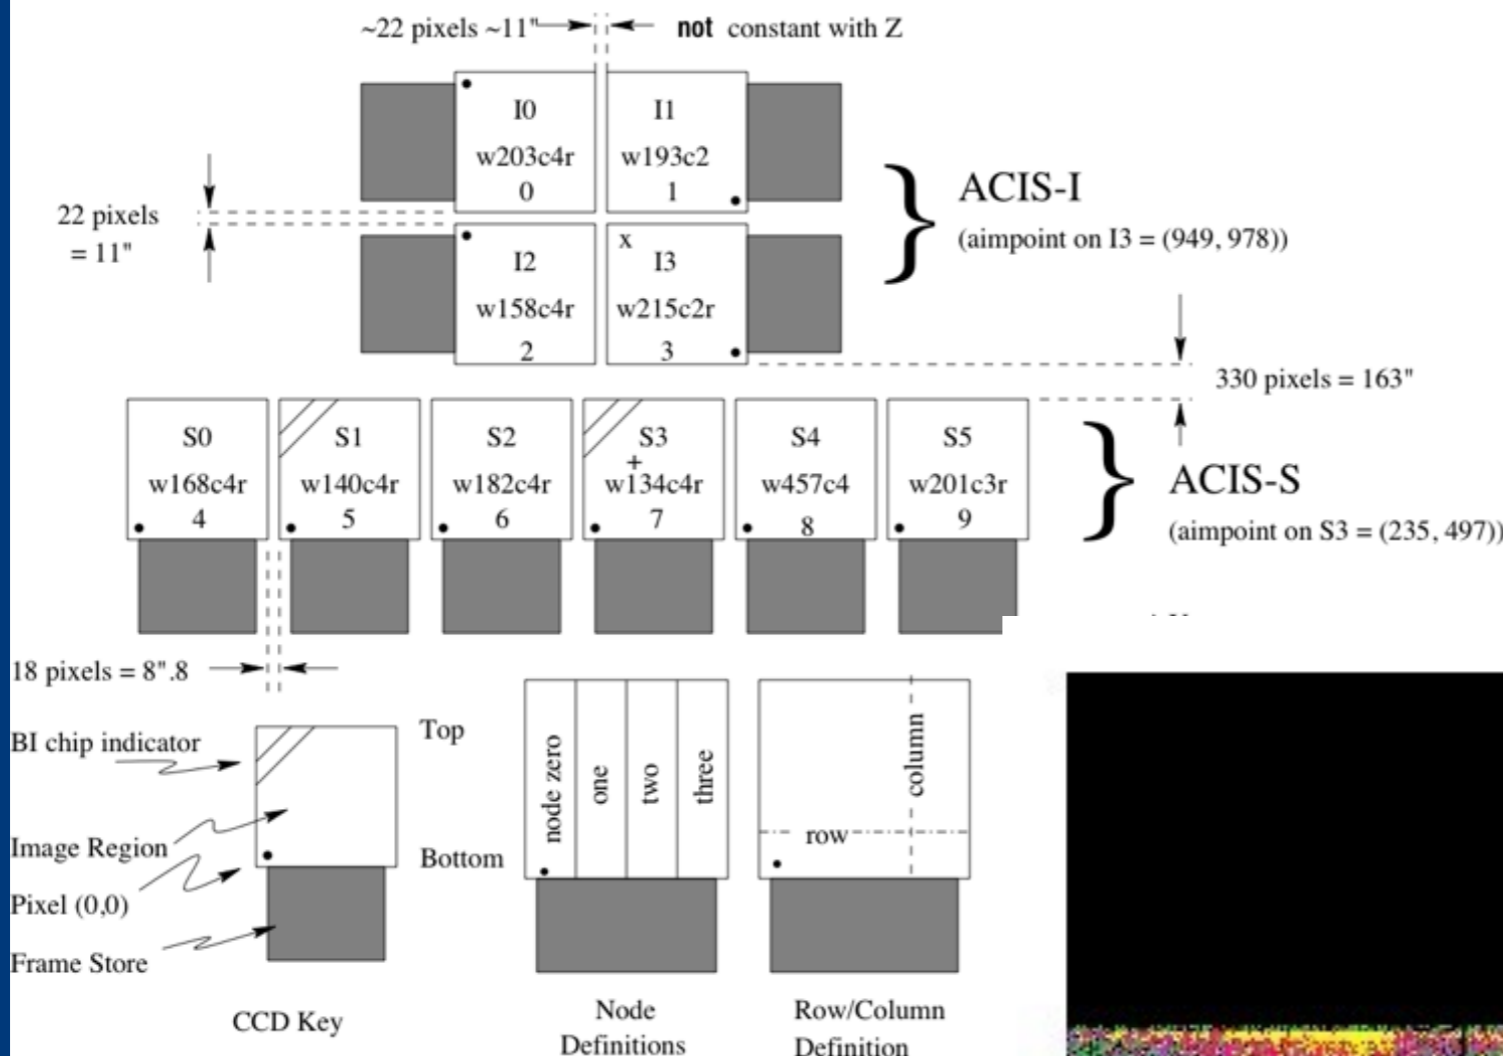 ~22 pixels ~11" not constant with Z
I0 I1
w203c4r w193c2
0 1
ACIS-I
(aimpoint on I3 = (949, 978))
22 pixels
= 11"
x
I2 I3
w158c4r w215c2r
2 3
330 pixels = 163"
S0 S1 S2 S3 S4 S5
+
w168c4r w140c4r w182c4r w134c4r w457c4 w201c3r
4 5 6 7 8 9
ACIS-S
(aimpoint on S3 = (235, 497))
18 pixels = 8".8
BI chip indicator
Top
Image Region
Bottom
Pixel (0,0)
Frame Store
CCD Key
node zero
one
two
three
Node
Definitions
column
row
Row/Column
Definition